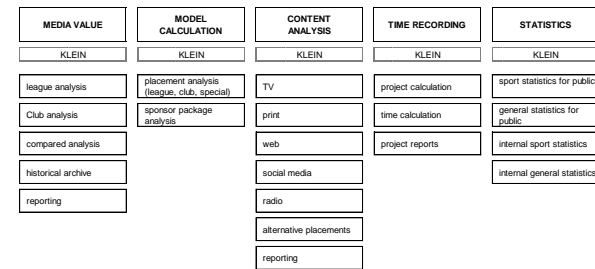 MEDIA VALUE
KLEIN
league analysis
Club analysis
compared analysis
historical archive
reporting
MODEL
CALCULATION
KLEIN
placement analysis
(league, club, special)
sponsor package
analysis
CONTENT
ANALYSIS
KLEIN
TV
print
web
social media
radio
alternative placements
reporting
TIME RECORDING
KLEIN
project calculation
time calculation
project reports
STATISTICS
KLEIN
sport statistics for public
general statistics for
public
internal sport statistics
internal general statistics